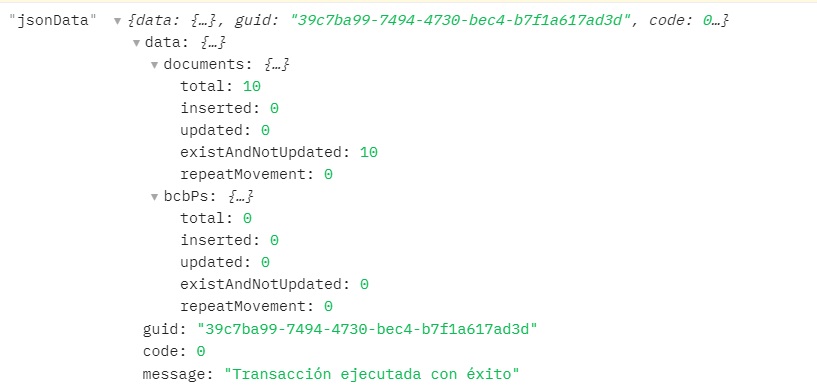 "jsonData" ▼ {data: {…}, guid: "39c7ba99-7494-4730-bec4-b7f1a617ad3d", code: 0…}
▼ data: {…}
▼ documents: {…}
total: 10
inserted: 0
updated: 0
existAndNotUpdated: 10
repeatMovement: 0
▼ bcbPs: {…}
total: 0
inserted: 0
updated: 0
existAndNotUpdated: 0
repeatMovement: 0
guid: "39c7ba99-7494-4730-bec4-b7f1a617ad3d"
code: 0
message: "Transacción ejecutada con éxito"